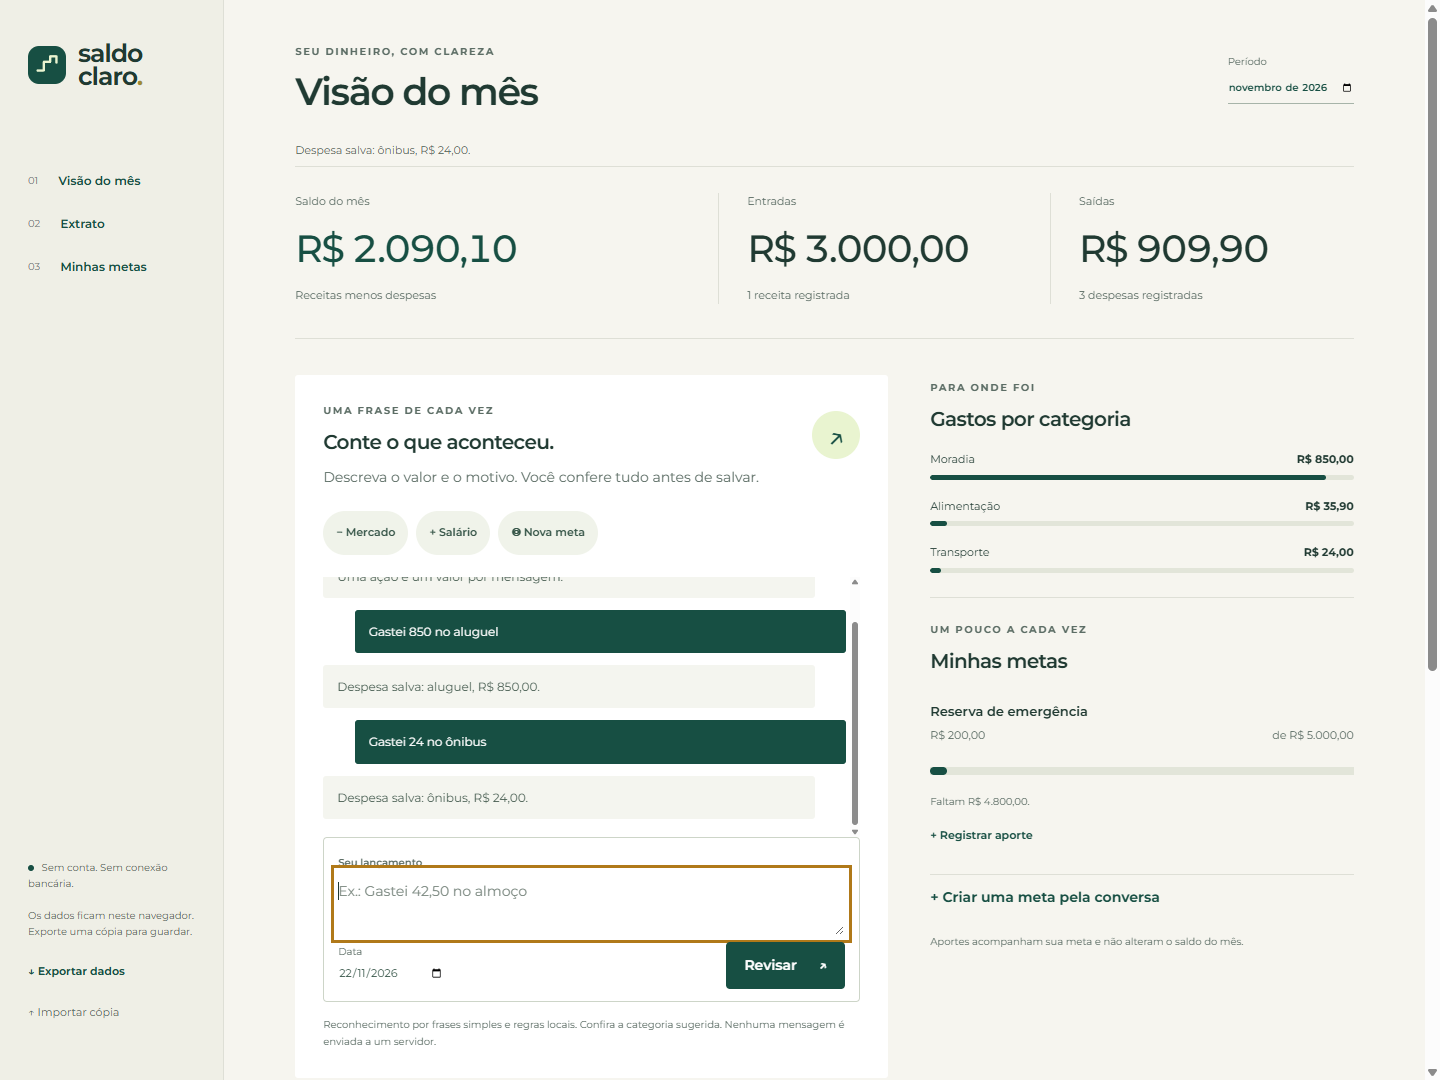 saldo
claro.
01 Visão do mês
02 Extrato
03 Minhas metas
Sem conta. Sem conexão
bancária.
Os dados ficam neste navegador.
Exporte uma cópia para guardar.
↓ Exportar dados
↑ Importar cópia
SEU DINHEIRO, COM CLAREZA
Visão do mês
Período
novembro de 2026
Despesa salva: ônibus, R$ 24,00.
Saldo do mês
R$ 2.090,10
Receitas menos despesas
Entradas
R$ 3.000,00
1 receita registrada
Saídas
R$ 909,90
3 despesas registradas
UMA FRASE DE CADA VEZ
Conte o que aconteceu.
Descreva o valor e o motivo. Você confere tudo antes de salvar.
− Mercado
+ Salário
Nova meta
Uma ação e um valor por mensagem.
Gastei 850 no aluguel
Despesa salva: aluguel, R$ 850,00.
Gastei 24 no ônibus
Despesa salva: ônibus, R$ 24,00.
Seu lançamento
Ex.: Gastei 42,50 no almoço
Data
22/11/2026
Revisar ↗
Reconhecimento por frases simples e regras locais. Confira a categoria sugerida. Nenhuma mensagem é
enviada a um servidor.
PARA ONDE FOI
Gastos por categoria
Moradia R$ 850,00
Alimentação R$ 35,90
Transporte R$ 24,00
UM POUCO A CADA VEZ
Minhas metas
Reserva de emergência
R$ 200,00 de R$ 5.000,00
Faltam R$ 4.800,00.
+ Registrar aporte
+ Criar uma meta pela conversa
Aportes acompanham sua meta e não alteram o saldo do mês.